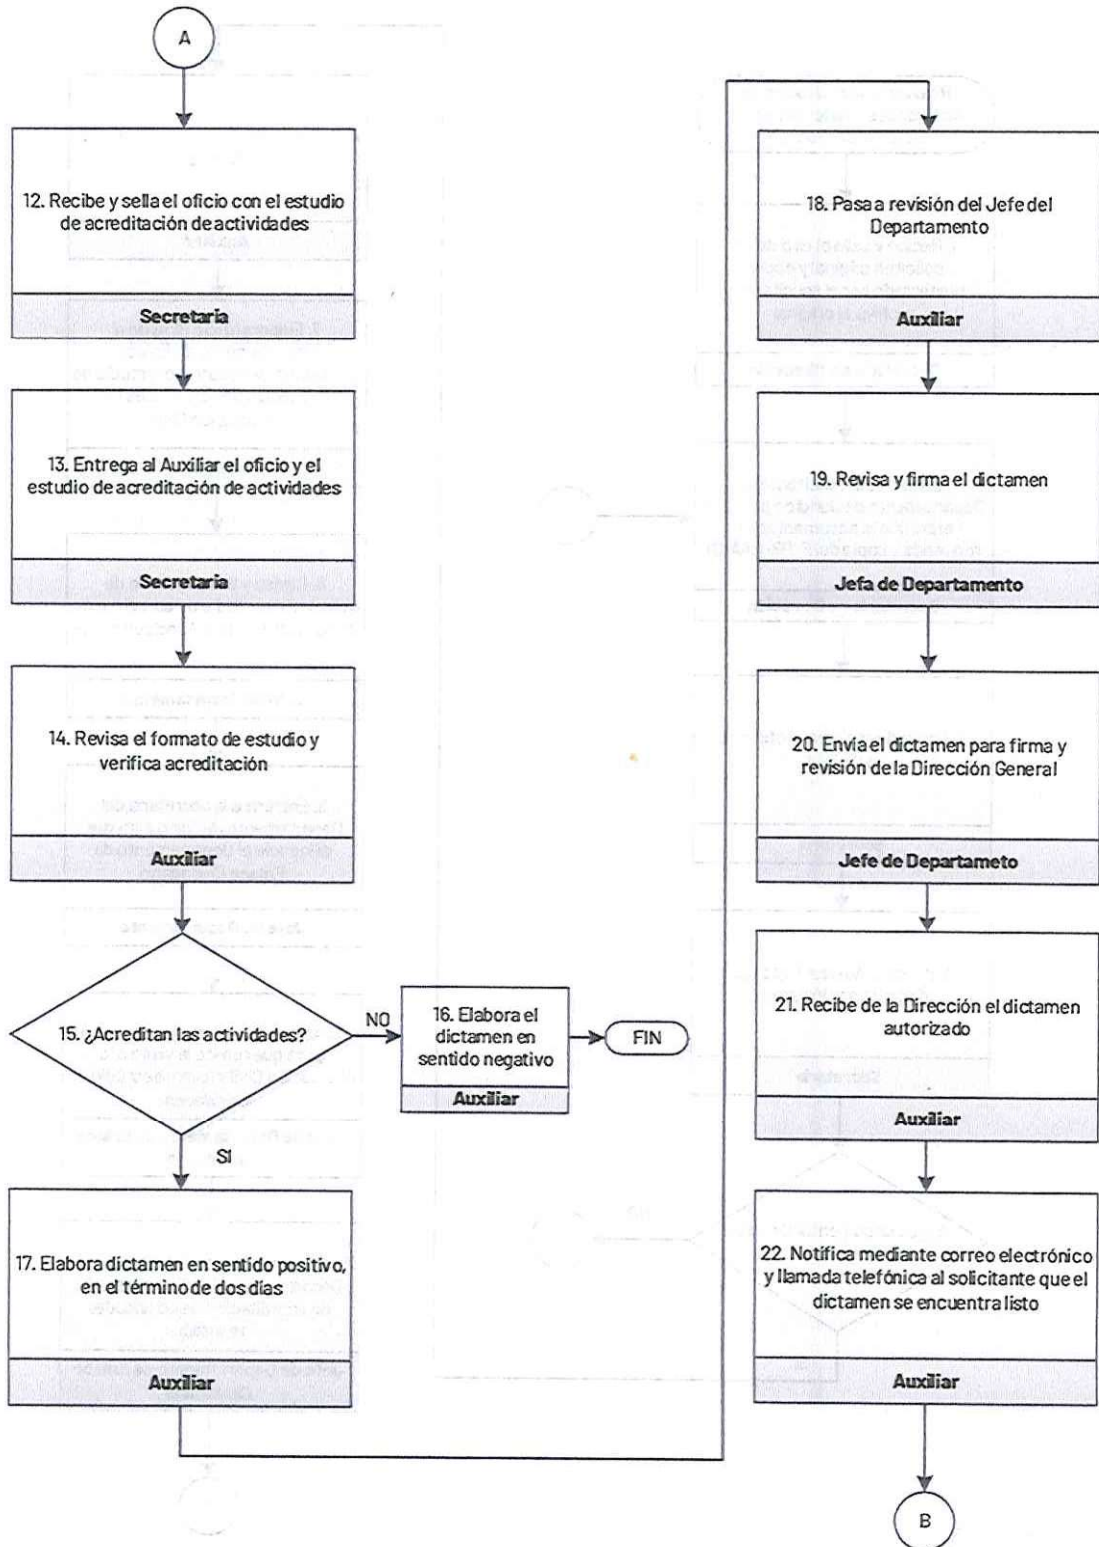 A
12. Recibe y sella el oficio con el estudio
de acreditación de actividades
Secretaria
13. Entrega al Auxiliar el oficio y el
estudio de acreditación de actividades
Secretaria
14. Revisa el formato de estudio y
verifica acreditación
Auxiliar
15. ¿Acreditan las actividades?
NO
16. Elabora el
dictamen en
sentido negativo
Auxiliar
FIN
SI
17. Elabora dictamen en sentido positivo,
en el término de dos días
Auxiliar
18. Pasa a revisión del Jefe del
Departamento
Auxiliar
19. Revisa y firma el dictamen
Jefa de Departamento
20. Envía el dictamen para firma y
revisión de la Dirección General
Jefe de Departameto
21. Recibe de la Dirección el dictamen
autorizado
Auxiliar
22. Notifica mediante correo electrónico
y llamada telefónica al solicitante que el
dictamen se encuentra listo
Auxiliar
B